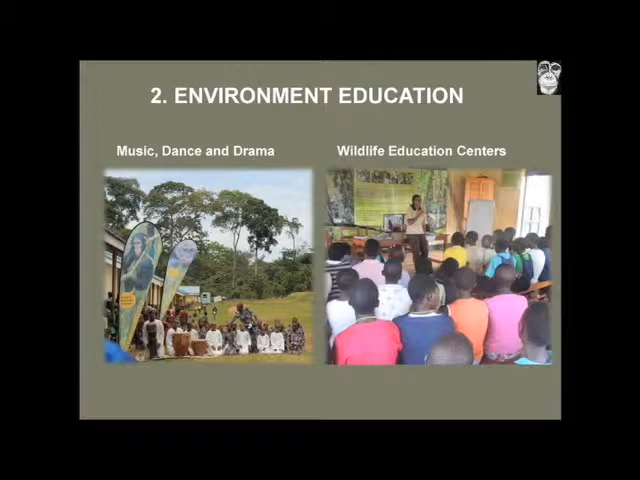 2. ENVIRONMENT EDUCATION
Music, Dance and Drama
Wildlife Education Centers